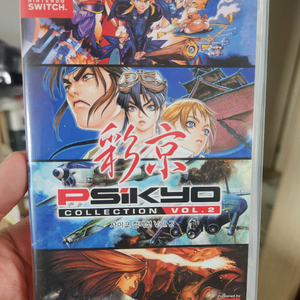 NINTENDO
SWITCH.
彩京
PSiKYO
COLLECTION VOL.2